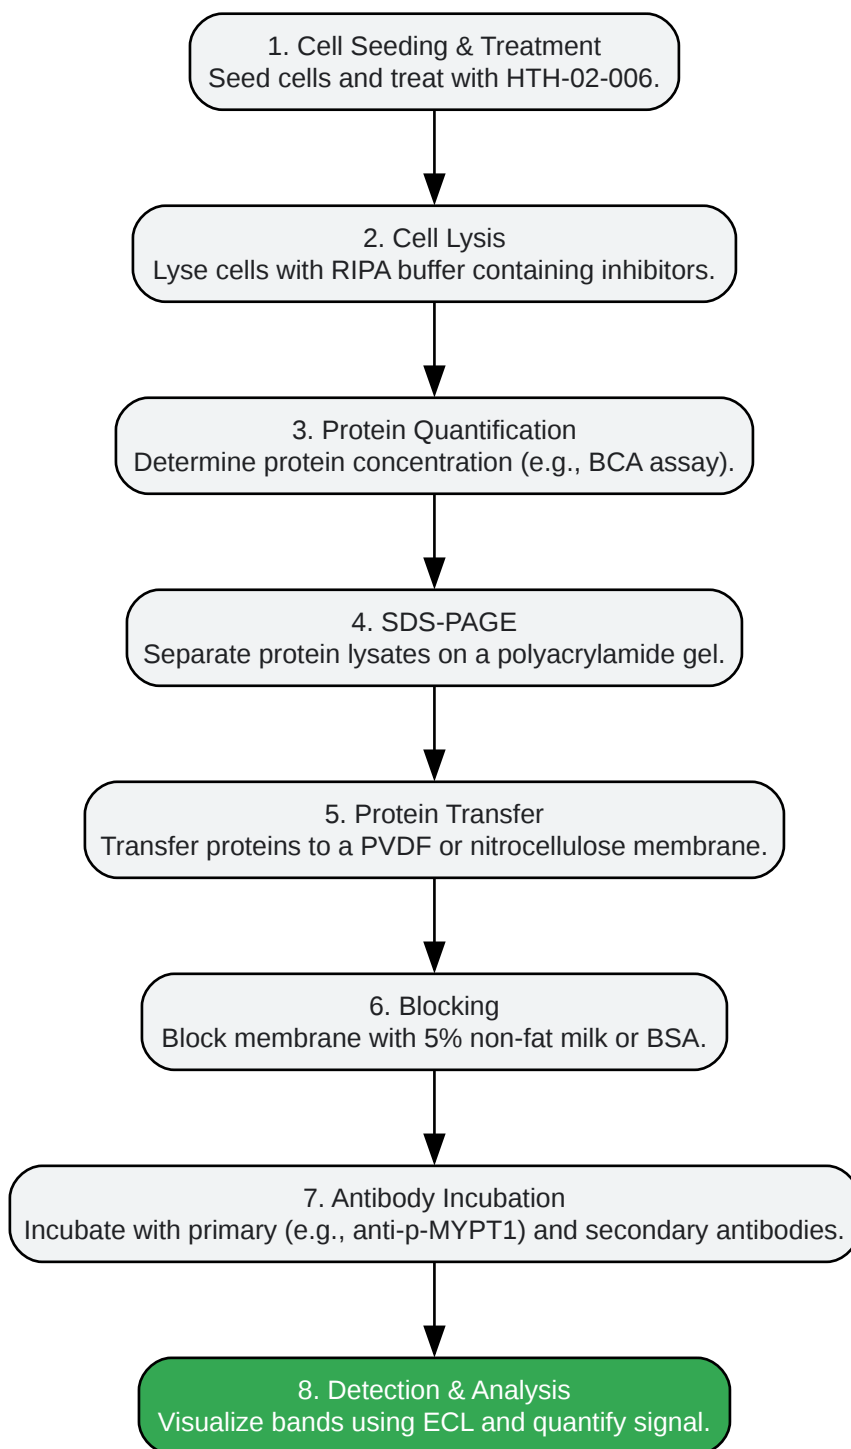 1. Cell Seeding & Treatment
Seed cells and treat with HTH-02-006.
2. Cell Lysis
Lyse cells with RIPA buffer containing inhibitors.
3. Protein Quantification
Determine protein concentration (e.g., BCA assay).
4. SDS-PAGE
Separate protein lysates on a polyacrylamide gel.
5. Protein Transfer
Transfer proteins to a PVDF or nitrocellulose membrane.
6. Blocking
Block membrane with 5% non-fat milk or BSA.
7. Antibody Incubation
Incubate with primary (e.g., anti-p-MYPT1) and secondary antibodies.
8. Detection & Analysis
Visualize bands using ECL and quantify signal.